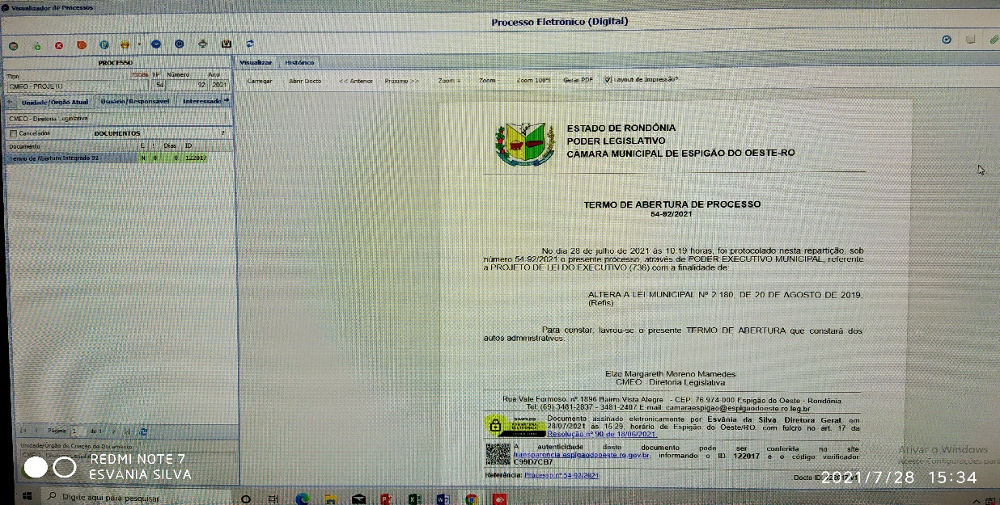 Visualizador de Processos
Processo Eletrônico (Digital)
PROCESSO
Visualizar Histórico
Tipo 73086 TP Número Ano
CMEO - PROJETO 54 92 2021
Carregar Abrir Docto << Anterior Próximo >> Zoom + Zoom Zoom 100% Gerar PDF Layout de Impressão?
Unidade/Órgão Atual Usuário/Responsável Interessado
CMEO - Diretoria Legislativa
Cancelados DOCUMENTOS ?
Documento E ! Dias ID
Termo de Abertura Integrado 92 N 0 0 122017
ESTADO DE RONDÔNIA
PODER LEGISLATIVO
CÂMARA MUNICIPAL DE ESPIGÃO DO OESTE-RO
TERMO DE ABERTURA DE PROCESSO
54-92/2021
No dia 28 de julho de 2021 às 10:19 horas, foi protocolado nesta repartição, sob
número 54-92/2021 o presente processo, através de PODER EXECUTIVO MUNICIPAL, referente
a PROJETO DE LEI DO EXECUTIVO (736) com a finalidade de:
ALTERA A LEI MUNICIPAL Nº 2.180, DE 20 DE AGOSTO DE 2019.
(Refis)
Para constar, lavrou-se o presente TERMO DE ABERTURA que constará dos
autos administrativos.
Elze Margareth Moreno Mamedes
CMEO - Diretoria Legislativa
Rua Vale Formoso, nº 1896 Bairro Vista Alegre - CEP: 76.974-000 Espigão do Oeste - Rondônia
Tel: (69) 3481-2837 - 3481-2407 E-mail: camaraespigao@espigaodoeste.ro.leg.br
Documento assinado eletronicamente por Esvânia da Silva, Diretora Geral, em
28/07/2021 às 15:29, horário de Espigão do Oeste/RO, com fulcro no art. 17 da
Resolução nº 90 de 18/06/2021.
A autenticidade deste documento pode ser conferida no site
transparencia.espigaodoeste.ro.gov.br, informando o ID 122017 e o código verificador
C99D7CB7
Referência: Processo nº 54-92/2021
Docto ID: 122017 v1
Página 1 de 1
Unidade/Órgão de Criação do Documento:
Ativar o Windows
REDMI NOTE 7
ESVÂNIA SILVA
2021/7/28 15:34
Digite aqui para pesquisar